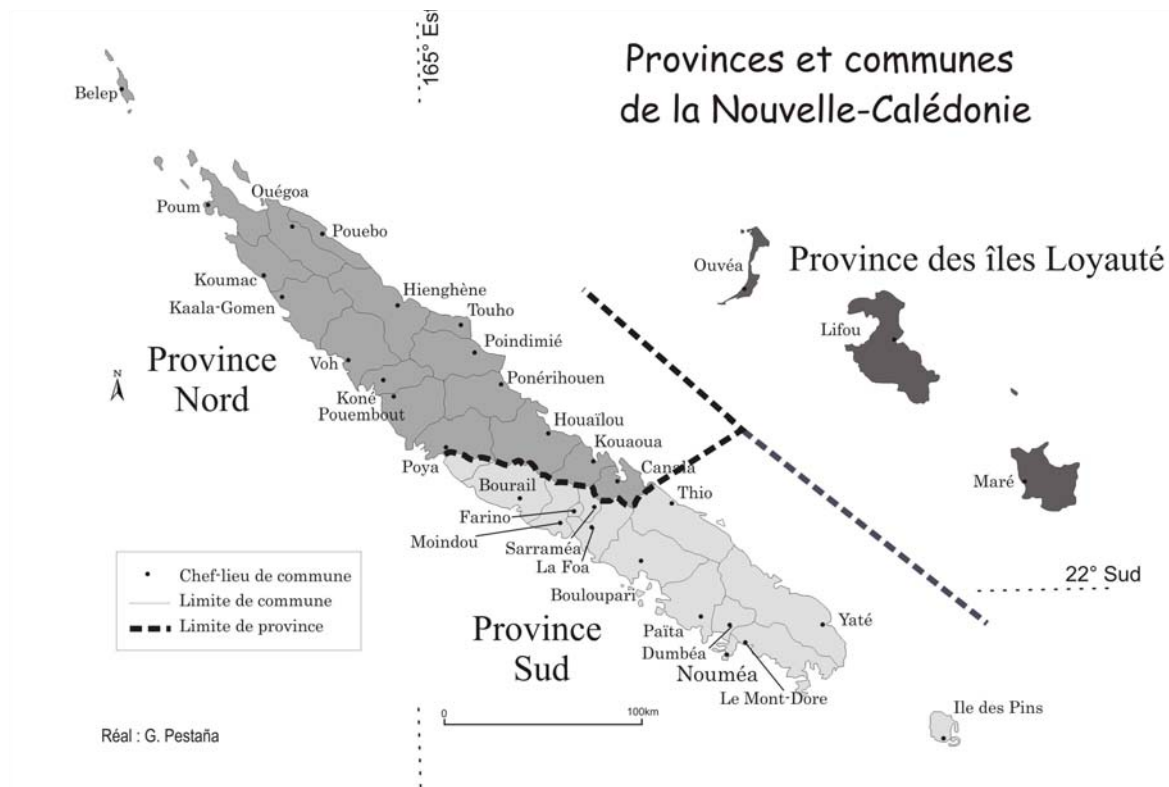 Provinces et communes
de la Nouvelle-Calédonie
165° Est
Belep
Ouégoa
Poum
Pouebo
Koumac
Kaala-Gomen
Hienghène
Touho
Poindimié
Ponérihouen
Voh
Koné
Pouembout
Houaïlou
Kouaoua
Canala
Poya
Province
Nord
N
Ouvéa
Province des îles Loyauté
Lifou
Maré
Thio
Bourail
Farino
Moindou
Sarraméa
La Foa
Bouloupari
Païta
Dumbéa
Nouméa
Le Mont-Dore
Yaté
Province
Sud
22° Sud
Ile des Pins
Chef-lieu de commune
Limite de commune
Limite de province
0
100km
Réal : G. Pestaña